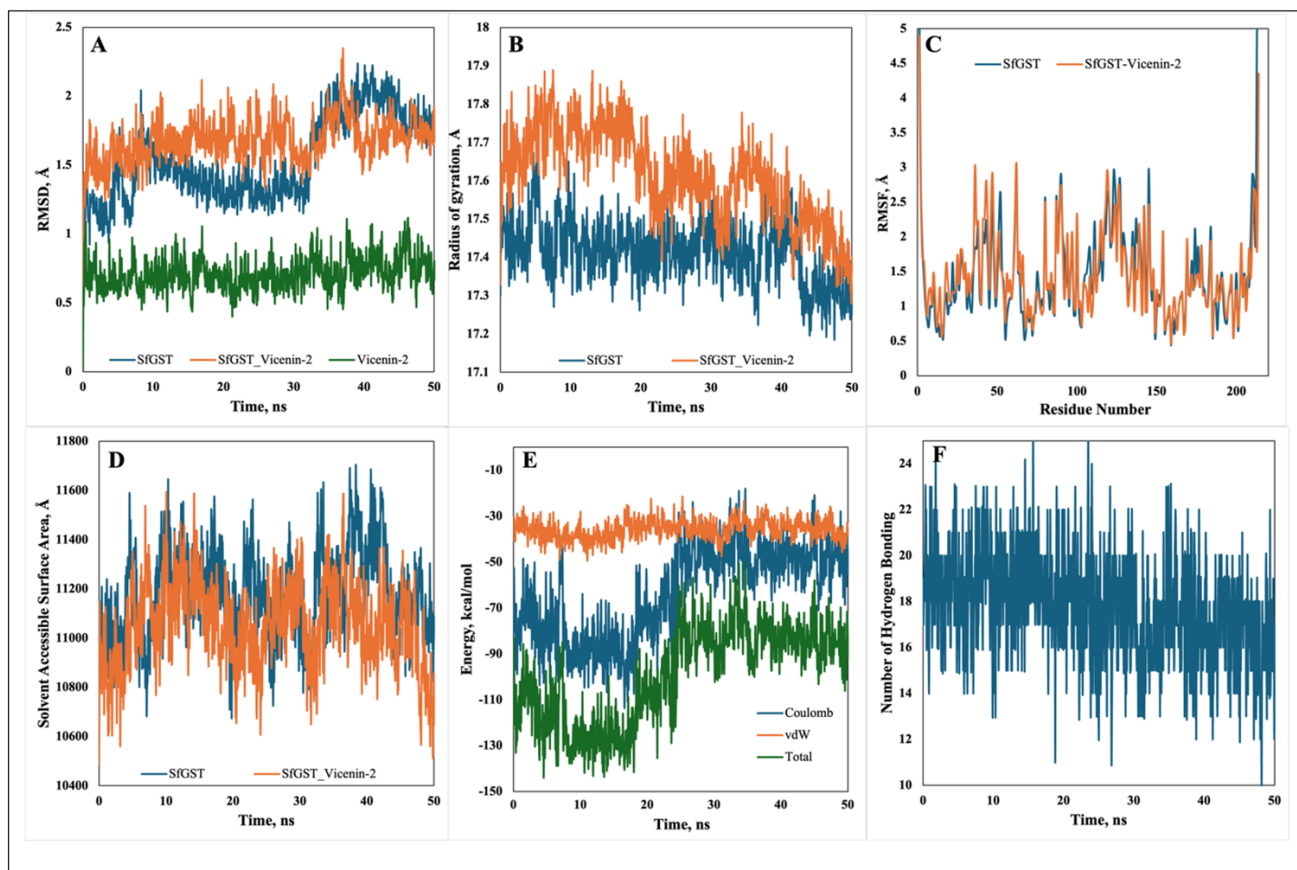 A
RMSD, Å
2.5
2
1.5
1
0.5
0
SfGST
SfGST_Vicenin-2
Vicenin-2
0 10 20 30 40 50
Time, ns
B
Radius of gyration, Å
18
17.9
17.8
17.7
17.6
17.5
17.4
17.3
17.2
17.1
SfGST
SfGST_Vicenin-2
0 10 20 30 40 50
Time, ns
C
RMSF, Å
SfGST
SfGST-Vicenin-2
5
4.5
4
3.5
3
2.5
2
1.5
1
0.5
0
0 50 100 150 200
Residue Number
D
Solvent Accessible Surface Area, Å
11800
11600
11400
11200
11000
10800
10600
10400
SfGST
SfGST_Vicenin-2
0 10 20 30 40 50
Time, ns
E
Energy, kcal/mol
-10
-30
-50
-70
-90
-110
-130
-150
Coulomb
vdW
Total
0 10 20 30 40 50
Time, ns
F
Number of Hydrogen Bonding
24
22
20
18
16
14
12
10
0 10 20 30 40 50
Time, ns